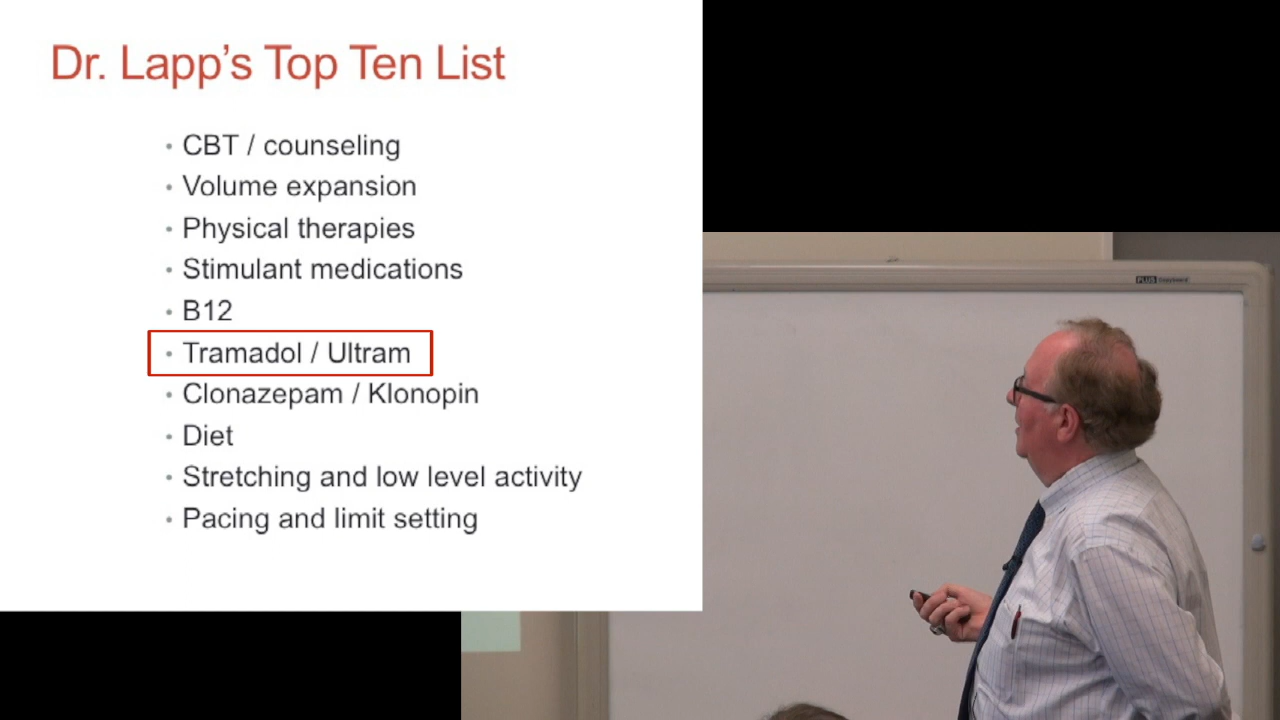 Dr. Lapp's Top Ten List
• CBT / counseling
• Volume expansion
• Physical therapies
• Stimulant medications
• B12
• Tramadol / Ultram
• Clonazepam / Klonopin
• Diet
• Stretching and low level activity
• Pacing and limit setting
PLUS